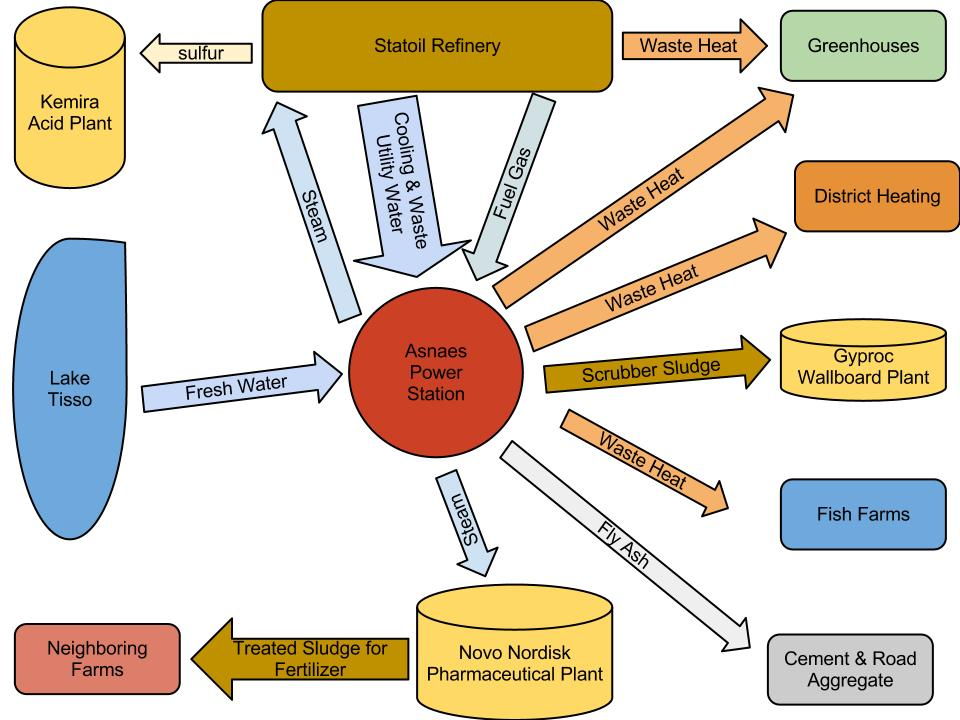 Statoil Refinery
sulfur
Waste Heat
Greenhouses
Kemira
Acid Plant
Cooling & Waste
Utility Water
Fuel Gas
Steam
Waste Heat
District Heating
Waste Heat
Lake
Tisso
Fresh Water
Asnaes
Power
Station
Scrubber Sludge
Gyproc
Wallboard Plant
Waste Heat
Fish Farms
Steam
Fly Ash
Neighboring
Farms
Treated Sludge for
Fertilizer
Novo Nordisk
Pharmaceutical Plant
Cement & Road
Aggregate